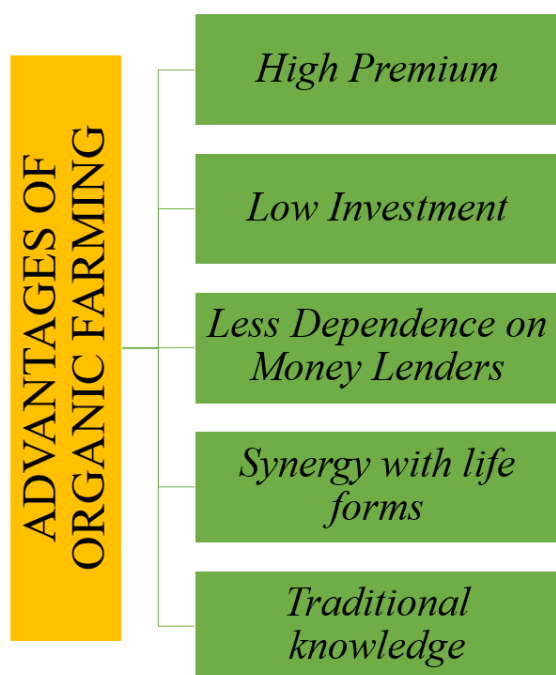 ADVANTAGES OF
ORGANIC FARMING
High Premium
Low Investment
Less Dependence on
Money Lenders
Synergy with life
forms
Traditional
knowledge